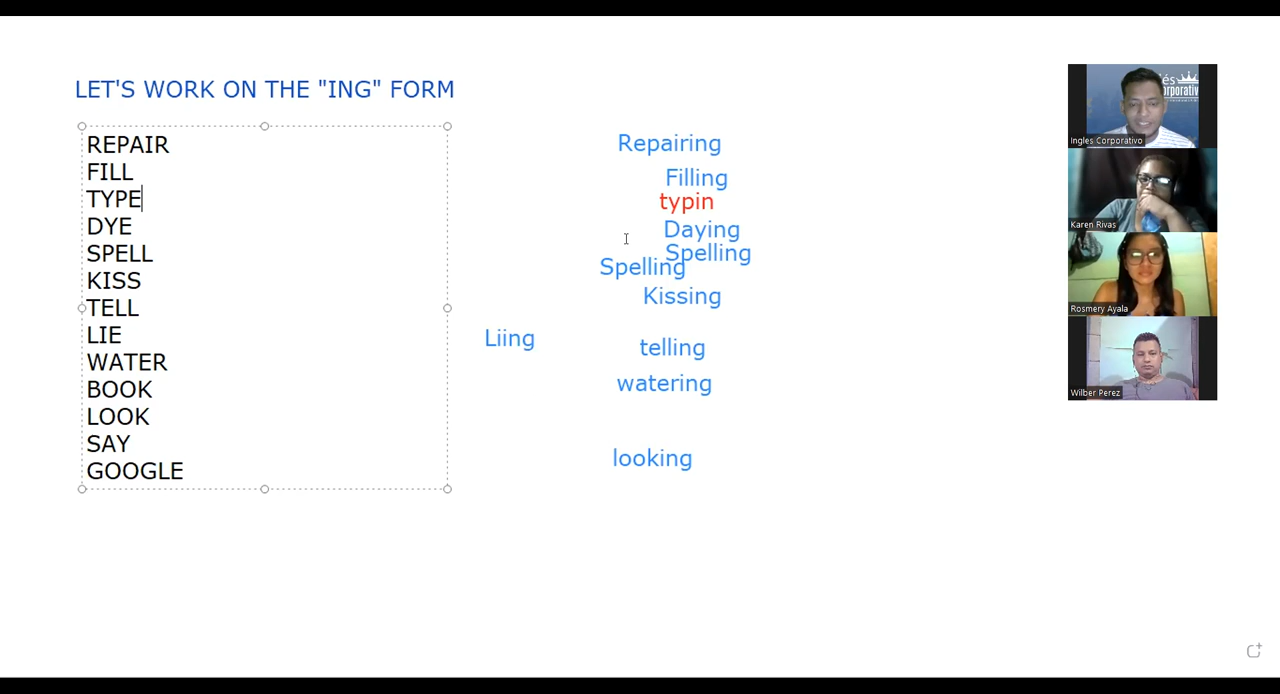 LET'S WORK ON THE "ING" FORM
REPAIR
FILL
TYPE
DYE
SPELL
KISS
TELL
LIE
WATER
BOOK
LOOK
SAY
GOOGLE
Repairing
Filling
typin
Daying
Spelling
Spelling
Kissing
Liing
telling
watering
looking
és
orporativ
Ingles Corporativo
Karen Rivas
Rosmery Ayala
Wilber Perez